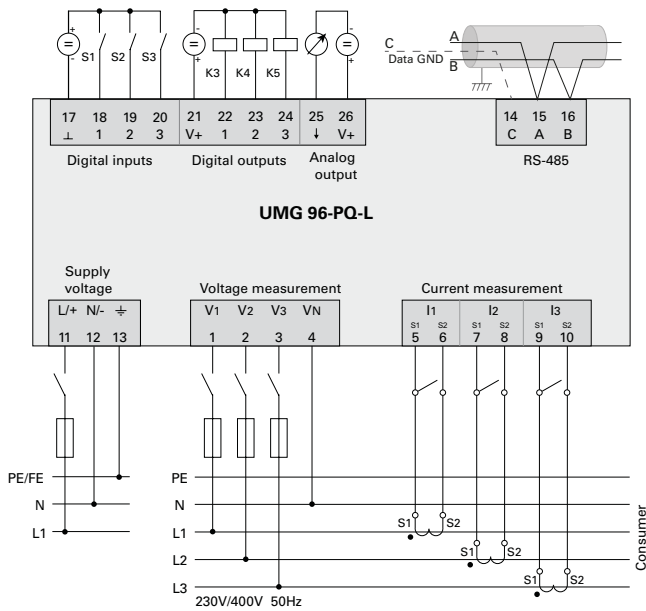 + - S1 S2 S3 - + K3 K4 K5 - +
C A
Data GND
B
17 18 19 20 21 22 23 24 25 26 14 15 16
⊥ 1 2 3 V+ 1 2 3 ↓ V+ C A B
Digital inputs Digital outputs Analog output RS-485
UMG 96-PQ-L
Supply voltage Voltage measurement Current measurement
L/+ N/- ⏚ V1 V2 V3 VN I1 I2 I3
S1 S2 S1 S2 S1 S2
11 12 13 1 2 3 4 5 6 7 8 9 10
PE/FE PE
N N
L1 L1 S1 S2
L2 S1 S2
L3 S1 S2
230V/400V 50Hz
Consumer